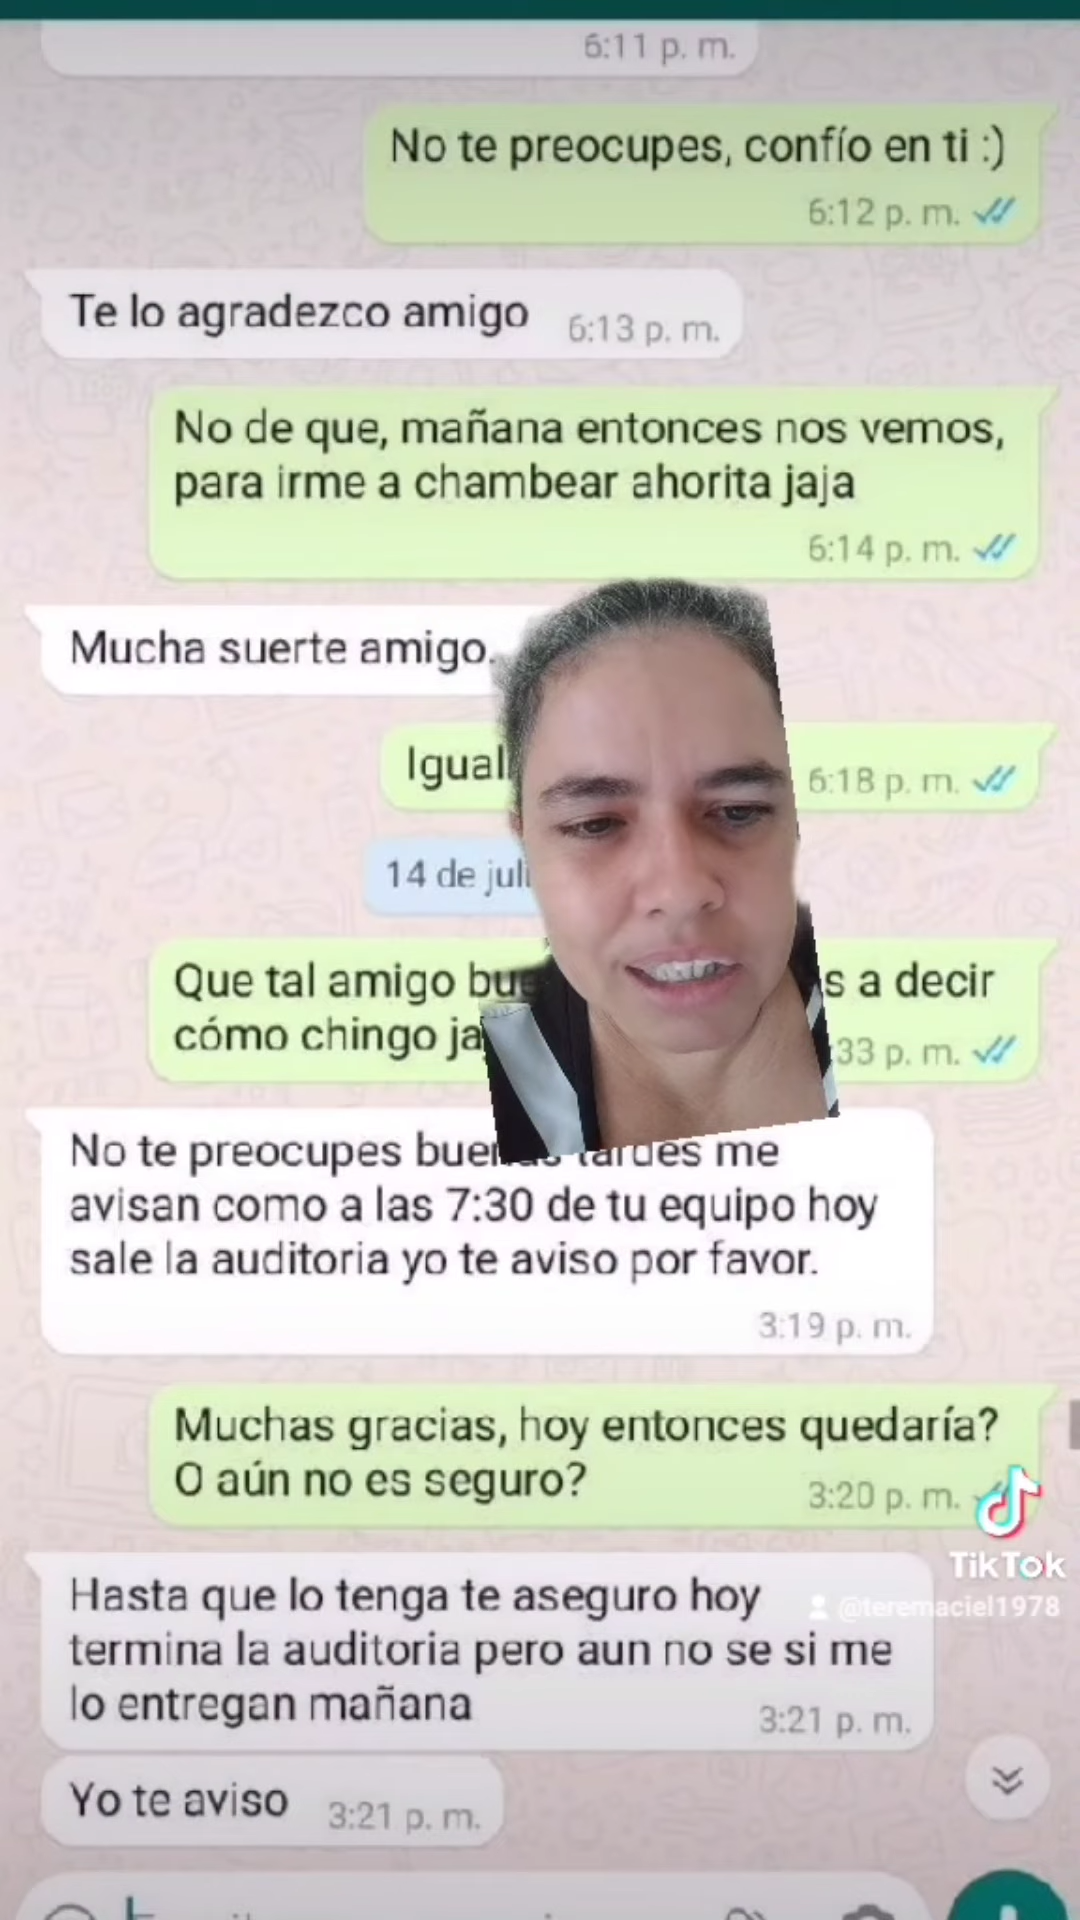 6:11 p. m.
No te preocupes, confío en ti :)
6:12 p. m.
Te lo agradezco amigo
6:13 p. m.
No de que, mañana entonces nos vemos,
para irme a chambear ahorita jaja
6:14 p. m.
Mucha suerte amigo.
Igual
6:18 p. m.
14 de juli
Que tal amigo bue s a decir
cómo chingo ja
33 p. m.
No te preocupes buenas tardes me
avisan como a las 7:30 de tu equipo hoy
sale la auditoria yo te aviso por favor.
3:19 p. m.
Muchas gracias, hoy entonces quedaría?
O aún no es seguro?
3:20 p. m.
TikTok
@teremaciel1978
Hasta que lo tenga te aseguro hoy
termina la auditoria pero aun no se si me
lo entregan mañana
3:21 p. m.
Yo te aviso
3:21 p. m.